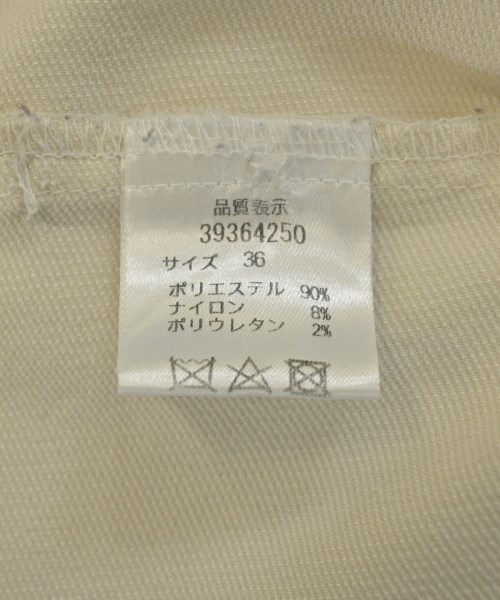 品質表示
39364250
サイズ 36
ポリエステル 90%
ナイロン 8%
ポリウレタン 2%